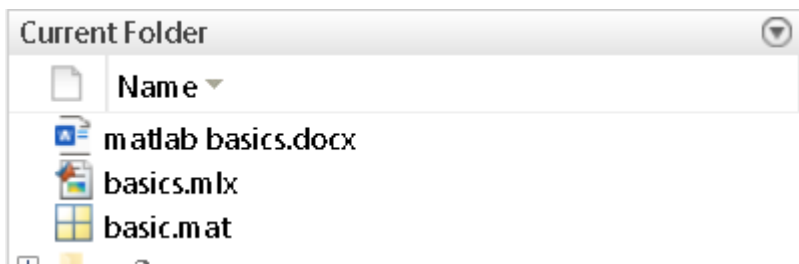 Current Folder
Name
matlab basics.docx
basics.mlx
basic.mat